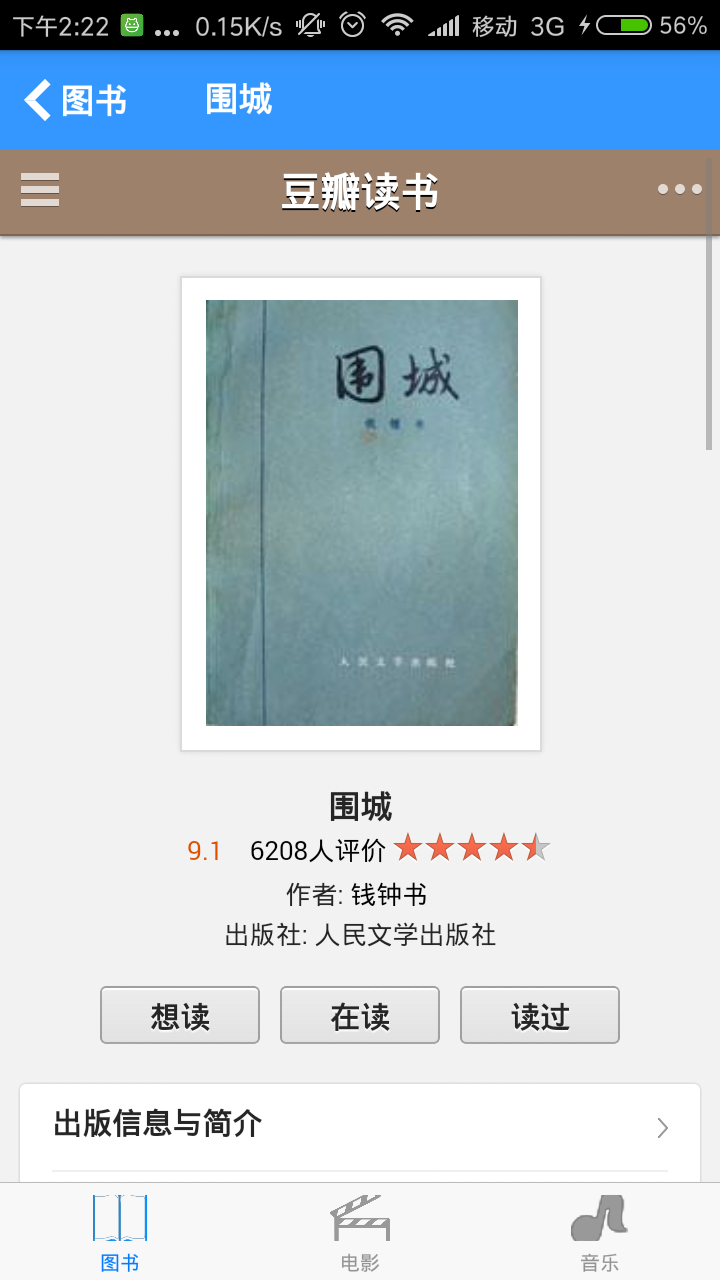 下午2:22 ... 0.15K/s 移动 3G 56%
图书 围城
豆瓣读书
围城
人民文学出版社
围城
9.1 6208人评价
作者: 钱钟书
出版社: 人民文学出版社
想读 在读 读过
出版信息与简介
图书 电影 音乐